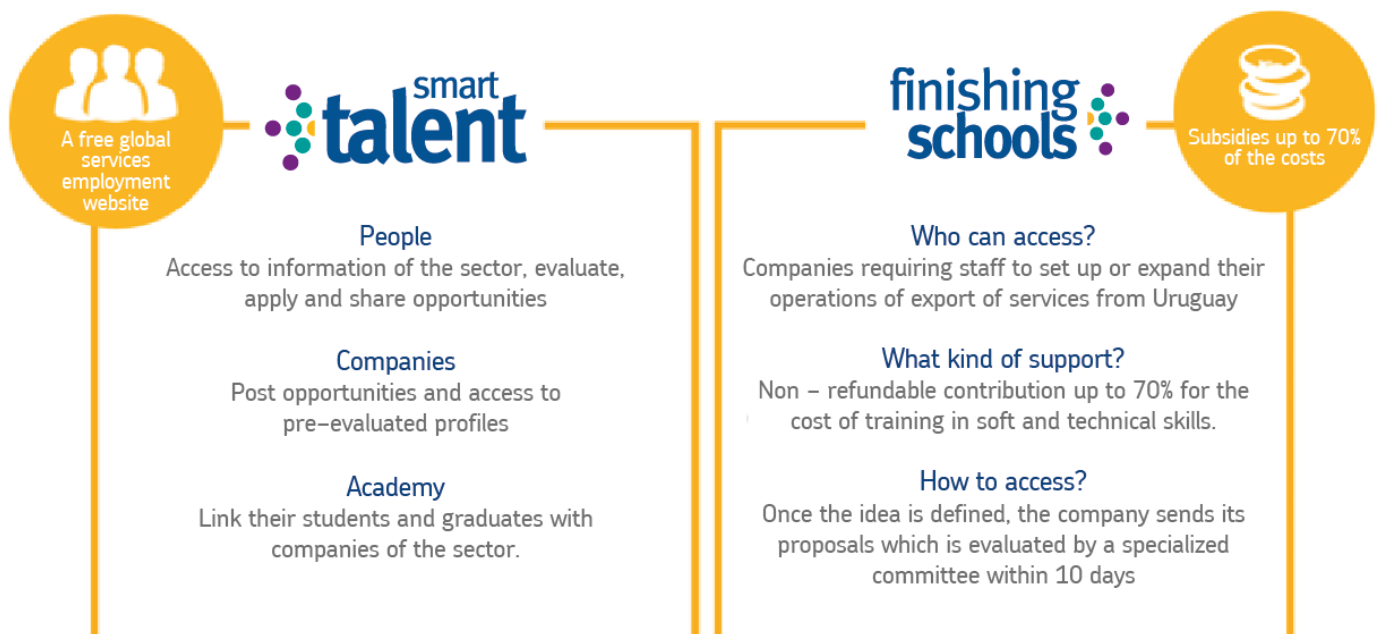 A free global
services
employment
website
smart
talent
People
Access to information of the sector, evaluate,
apply and share opportunities
Companies
Post opportunities and access to
pre–evaluated profiles
Academy
Link their students and graduates with
companies of the sector.
finishing
schools
Subsidies up to 70%
of the costs
Who can access?
Companies requiring staff to set up or expand their
operations of export of services from Uruguay
What kind of support?
Non – refundable contribution up to 70% for the
cost of training in soft and technical skills.
How to access?
Once the idea is defined, the company sends its
proposals which is evaluated by a specialized
committee within 10 days